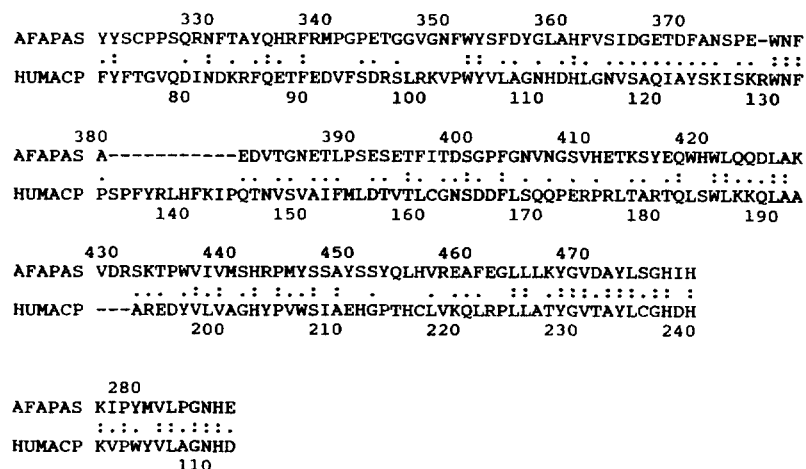 330 340 350 360 370
AFAPAS YYSCPPSQRNFTAYQHRFRMPGPETGGVGNFWYSFDYGLAHFVSIDGETDFANSPE-WNF
.: . . : . : . : . . . . :: . .. : . : . . . ........ . . :::
HUMACP FYFTGVQDINDKRFQETFEDVFSDRSLRKVPWYVLAGNHDHLGNVSAQIAYSKISKRWNF
80 90 100 110 120 130
380 390 400 410 420
AFAPAS A------------EDVTGNETLPSESETFITDSGPFGNVNGSVHETKSYEQWHWLQQDLAK
. .. . . . . .: . : . . : . . . . . : . :: . .::.
HUMACP PSPFYRLHFKIPQTNVSVAIFMLDTVTLCGNSDDFLSQQPERPRLTARTQLSWLKKQLAA
140 150 160 170 180 190
430 440 450 460 470
AFAPAS VDRSKTPWVIVMSHRPMYSSAYSSYQLHVREAFEGLLLKYGVDAYLSGHIH
... .:.: : :. :. : . . .: . . :: . ::: ::: :: :
HUMACP ---AREDYVLVAGHYPVWSIAEHGPTHCLVKQLRPLLATYGVTAYLCGHDH
200 210 220 230 240
280
AFAPAS KIPYMVLPGNHE
:.:. :: :::.
HUMACP KVPWYVLAGNHD
110